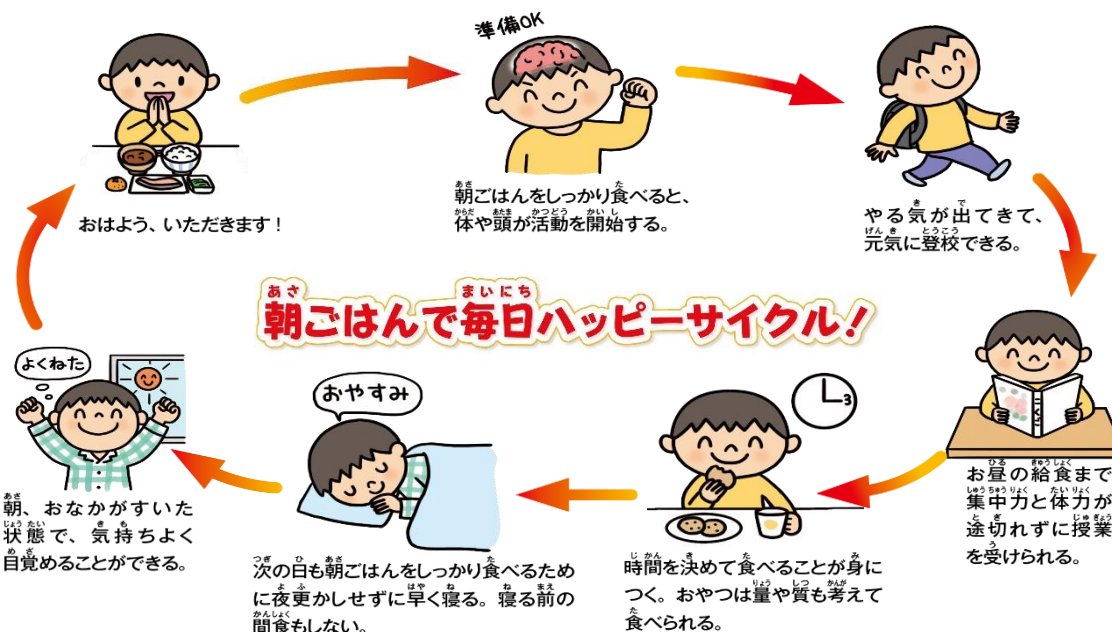 準備OK
おはよう、いただきます！
朝ごはんをしっかり食べると、
体や頭が活動を開始する。
やる気が出てきて、
元気に登校できる。
朝ごはんで毎日ハッピーサイクル！
お昼の給食まで
集中力と体力が
途切れずに授業
を受けられる。
3
時間を決めて食べることが身に
つく。おやつは量や質も考えて
食べられる。
おやすみ
次の日も朝ごはんをしっかり食べるため
に夜更かしせずに早く寝る。寝る前の
間食もしない。
よくねた
朝、おなかがすいた
状態で、気持ちよく
目覚めることができる。